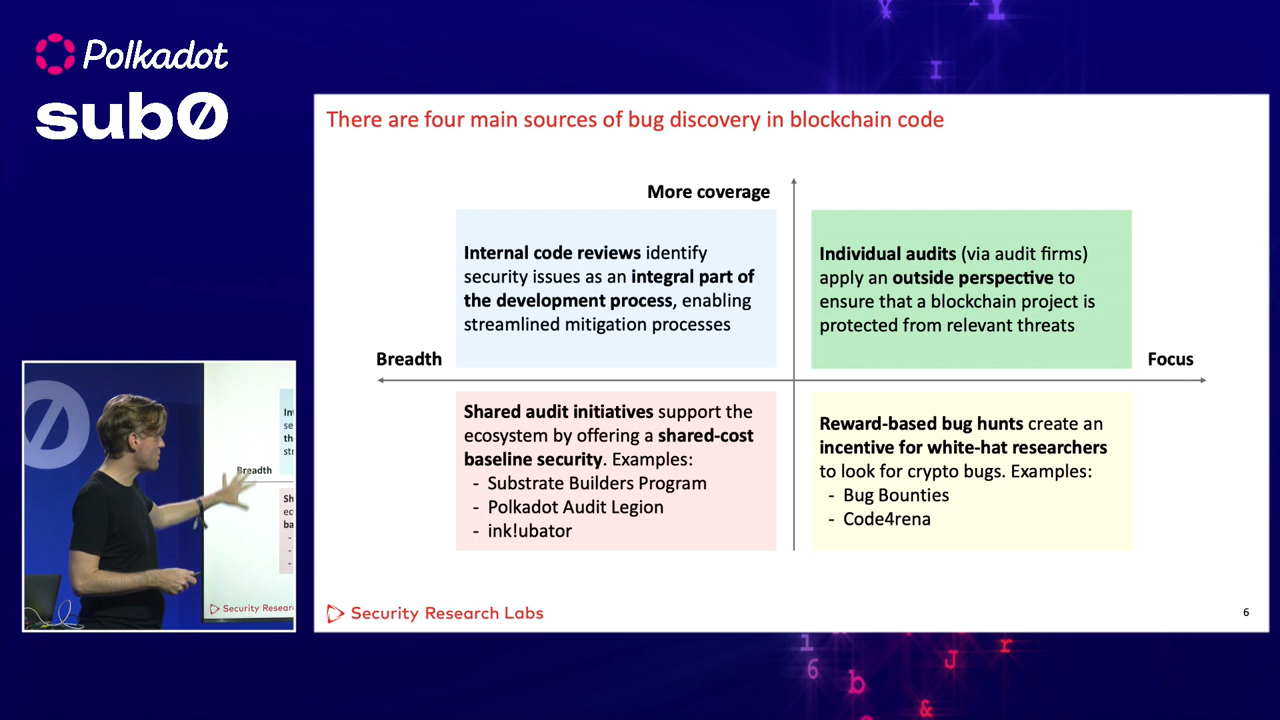 Polkadot
sub0
There are four main sources of bug discovery in blockchain code
More coverage
Internal code reviews identify
security issues as an integral part of
the development process, enabling
streamlined mitigation processes
Individual audits (via audit firms)
apply an outside perspective to
ensure that a blockchain project is
protected from relevant threats
Breadth
Focus
Shared audit initiatives support the
ecosystem by offering a shared-cost
baseline security. Examples:
- Substrate Builders Program
- Polkadot Audit Legion
- ink!ubator
Reward-based bug hunts create an
incentive for white-hat researchers
to look for crypto bugs. Examples:
- Bug Bounties
- Code4rena
Security Research Labs
6
Breadth
Security Resear